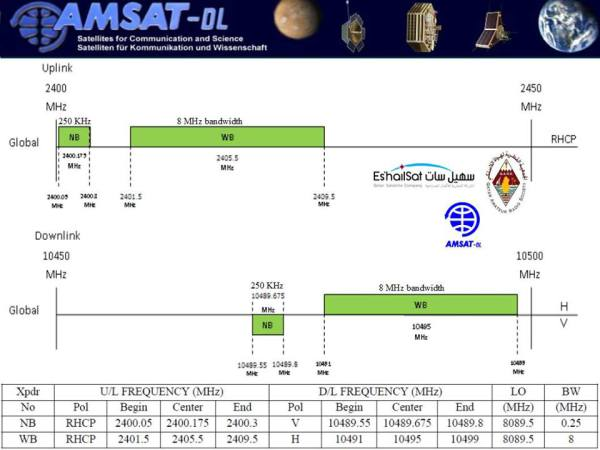 AMSAT-DL
Satellites for Communication and Science
Satelliten für Kommunikation und Wissenschaft
Uplink
2400
MHz
2450
MHz
250 KHz
8 MHz bandwidth
Global
NB
WB
RHCP
2400.175
MHz
2405.5
MHz
2400.05
MHz
2400.3
MHz
2401.5
MHz
2409.5
MHz
Es'hailSat سهيل سات
AMSAT-DL
Downlink
10450
MHz
10500
MHz
250 KHz
8 MHz bandwidth
10489.675
MHz
Global
NB
WB
H
V
10495
MHz
10489.55
MHz
10489.8
MHz
10491
MHz
10499
MHz
Xpdr U/L FREQUENCY (MHz) D/L FREQUENCY (MHz) LO BW
No Pol Begin Center End Pol Begin Center End (MHz) (MHz)
NB RHCP 2400.05 2400.175 2400.3 V 10489.55 10489.675 10489.8 8089.5 0.25
WB RHCP 2401.5 2405.5 2409.5 H 10491 10495 10499 8089.5 8